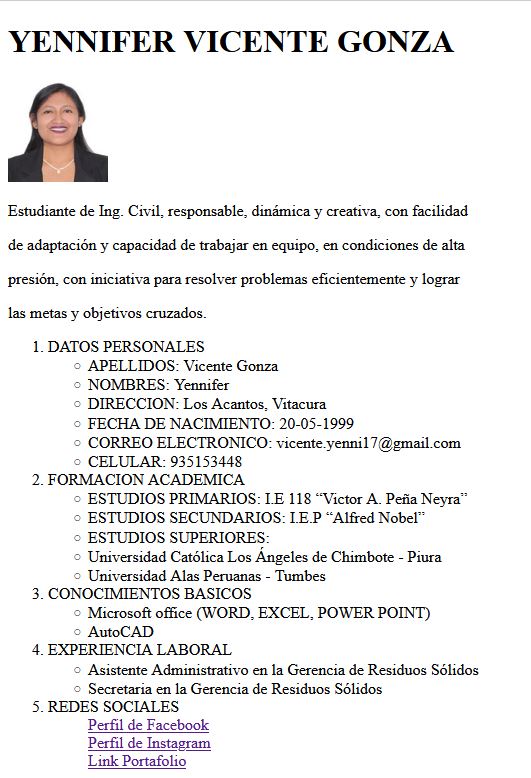 YENNIFER VICENTE GONZA
Estudiante de Ing. Civil, responsable, dinámica y creativa, con facilidad
de adaptación y capacidad de trabajar en equipo, en condiciones de alta
presión, con iniciativa para resolver problemas eficientemente y lograr
las metas y objetivos cruzados.
1. DATOS PERSONALES
○ APELLIDOS: Vicente Gonza
○ NOMBRES: Yennifer
○ DIRECCION: Los Acantos, Vitacura
○ FECHA DE NACIMIENTO: 20-05-1999
○ CORREO ELECTRONICO: vicente.yenni17@gmail.com
○ CELULAR: 935153448
2. FORMACION ACADEMICA
○ ESTUDIOS PRIMARIOS: I.E 118 “Victor A. Peña Neyra”
○ ESTUDIOS SECUNDARIOS: I.E.P “Alfred Nobel”
○ ESTUDIOS SUPERIORES:
○ Universidad Católica Los Ángeles de Chimbote - Piura
○ Universidad Alas Peruanas - Tumbes
3. CONOCIMIENTOS BASICOS
○ Microsoft office (WORD, EXCEL, POWER POINT)
○ AutoCAD
4. EXPERIENCIA LABORAL
○ Asistente Administrativo en la Gerencia de Residuos Sólidos
○ Secretaria en la Gerencia de Residuos Sólidos
5. REDES SOCIALES
Perfil de Facebook
Perfil de Instagram
Link Portafolio